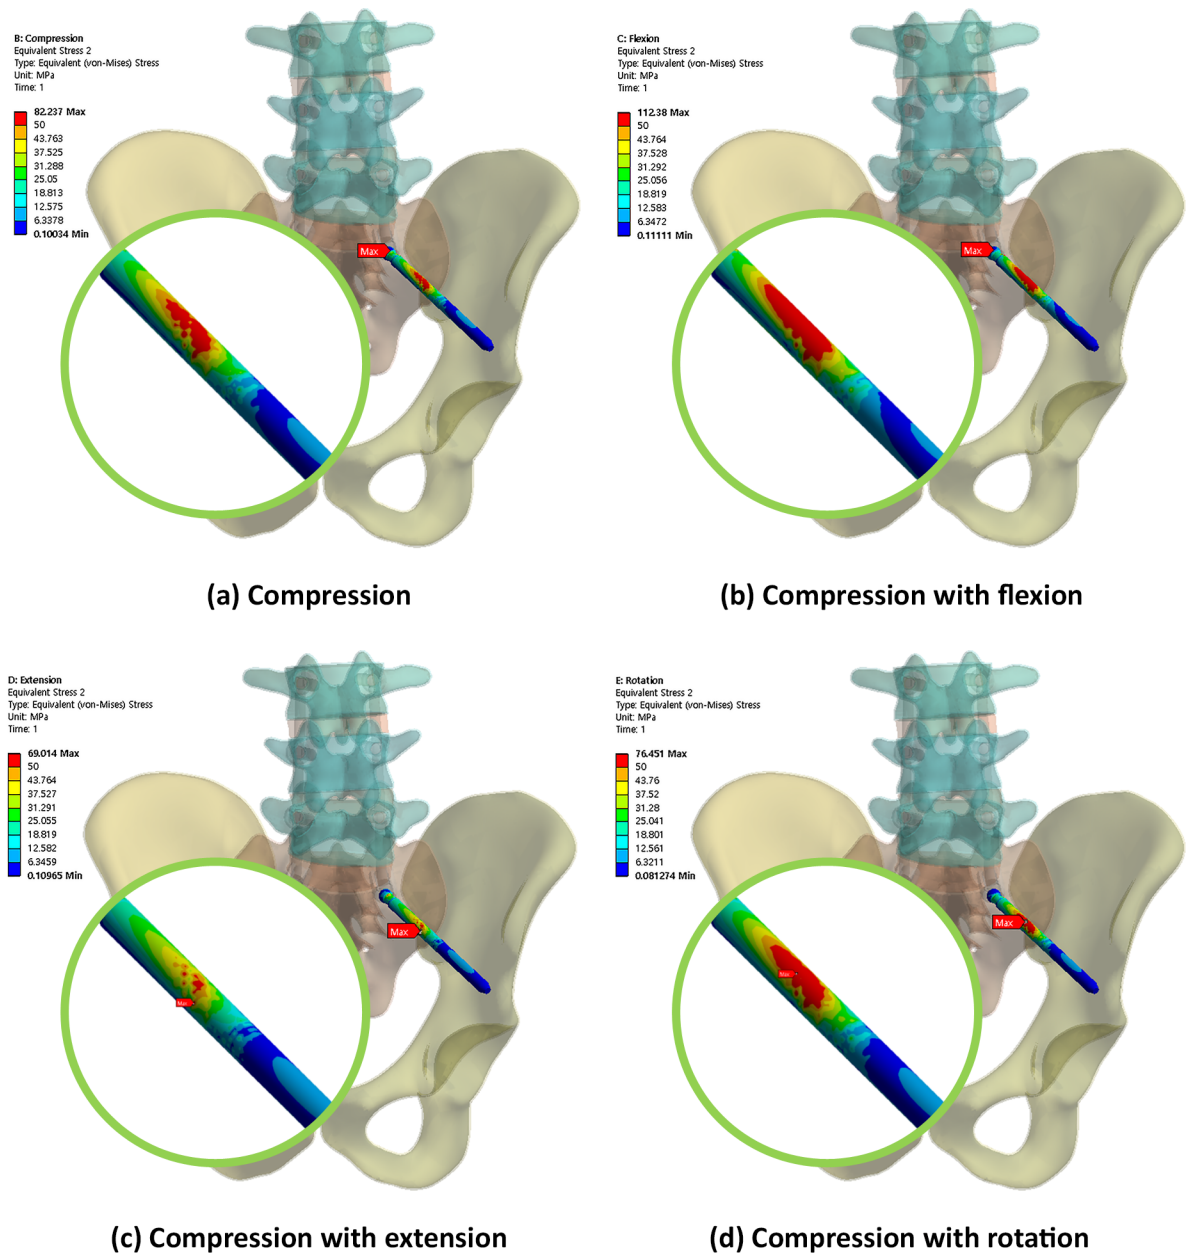 B: Compression
Equivalent Stress 2
Type: Equivalent (von-Mises) Stress
Unit: MPa
Time: 1
82.237 Max
50
43.763
37.525
31.288
25.05
18.813
12.575
6.3378
0.10034 Min
Max
(a) Compression
C: Flexion
Equivalent Stress 2
Type: Equivalent (von-Mises) Stress
Unit: MPa
Time: 1
112.38 Max
50
43.764
37.528
31.292
25.056
18.819
12.583
6.3472
0.11111 Min
Max
(b) Compression with flexion
D: Extension
Equivalent Stress 2
Type: Equivalent (von-Mises) Stress
Unit: MPa
Time: 1
69.014 Max
50
43.764
37.527
31.291
25.055
18.819
12.582
6.3459
0.10965 Min
Max
Max
(c) Compression with extension
E: Rotation
Equivalent Stress 2
Type: Equivalent (von-Mises) Stress
Unit: MPa
Time: 1
76.451 Max
50
43.76
37.52
31.28
25.041
18.801
12.561
6.3211
0.081274 Min
Max
Max
(d) Compression with rotation